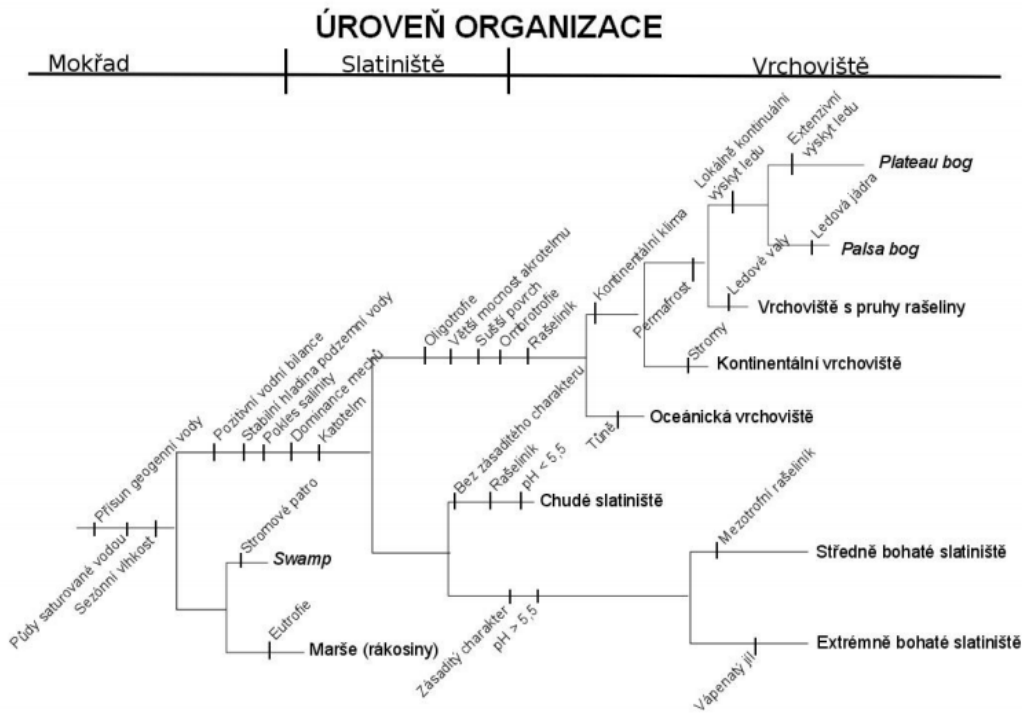 ÚROVEŇ ORGANIZACE
Mokřad
Slatiniště
Vrchoviště
Půdy saturované vodou
Přísun geogenní vody
Sezónní vlhkost
Pozitivní vodní bilance
Stabilní hladina podzemní vody
Pokles salinity
Dominance mechů
Katotelm
Stromové patro
Swamp
Eutrofie
Marše (rákosiny)
Oligotrofie
Větší mocnost akrotelmu
Sušší povrch
Ombrotrofie
Rašeliník
Kontinentální klima
Permafrost
Lokálně kontinuální
výskyt ledu
Extenzivní
výskyt ledu
Plateau bog
Ledová jádra
Palsa bog
Ledové valy
Vrchoviště s pruhy rašeliny
Stromy
Kontinentální vrchoviště
Tůně
Oceánická vrchoviště
Bez zásaditého charakteru
Rašeliník
pH < 5,5
Chudé slatiniště
Zásaditý charakter
pH > 5,5
Mezotrofní rašeliník
Středně bohaté slatiniště
Vápenatý jíl
Extrémně bohaté slatiniště